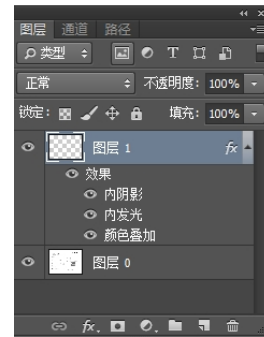 图层 通道 路径
类型 T
正常 不透明度: 100%
锁定: 填充: 100%
图层 1 fx
效果
内阴影
内发光
颜色叠加
图层 0
fx.